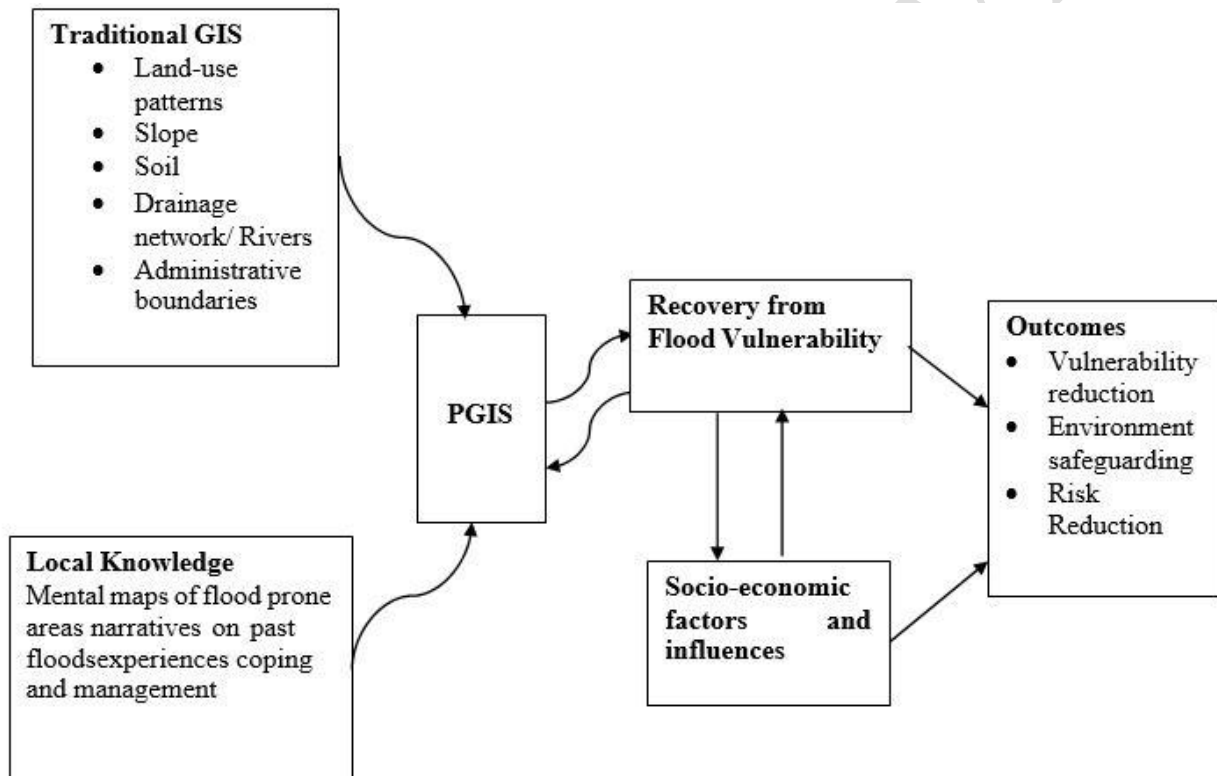 Traditional GIS
• Land-use
patterns
• Slope
• Soil
• Drainage
network/ Rivers
• Administrative
boundaries
Local Knowledge
Mental maps of flood prone
areas narratives on past
floodsexperiences coping
and management
PGIS
Recovery from
Flood Vulnerability
Socio-economic
factors and
influences
Outcomes
• Vulnerability
reduction
• Environment
safeguarding
• Risk
Reduction